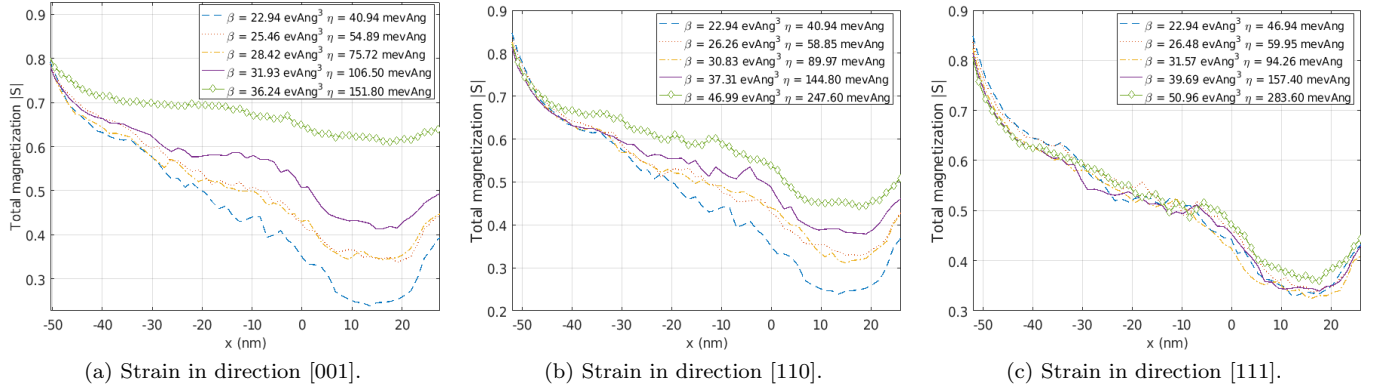 0.9
0.8
0.7
0.6
0.5
0.4
0.3
Total magnetization |S|
β = 22.94 evAng³ η = 40.94 mevAng
β = 25.46 evAng³ η = 54.89 mevAng
β = 28.42 evAng³ η = 75.72 mevAng
β = 31.93 evAng³ η = 106.50 mevAng
β = 36.24 evAng³ η = 151.80 mevAng
-50 -40 -30 -20 -10 0 10 20
x (nm)
(a) Strain in direction [001].
0.9
0.8
0.7
0.6
0.5
0.4
0.3
0.2
Total magnetization |S|
β = 22.94 evAng³ η = 40.94 mevAng
β = 26.26 evAng³ η = 58.85 mevAng
β = 30.83 evAng³ η = 89.97 mevAng
β = 37.31 evAng³ η = 144.80 mevAng
β = 46.99 evAng³ η = 247.60 mevAng
-50 -40 -30 -20 -10 0 10 20
x (nm)
(b) Strain in direction [110].
0.9
0.8
0.7
0.6
0.5
0.4
0.3
Total magnetization |S|
β = 22.94 evAng³ η = 46.94 mevAng
β = 26.48 evAng³ η = 59.95 mevAng
β = 31.57 evAng³ η = 94.26 mevAng
β = 39.69 evAng³ η = 157.40 mevAng
β = 50.96 evAng³ η = 283.60 mevAng
-50 -40 -30 -20 -10 0 10 20
x (nm)
(c) Strain in direction [111].